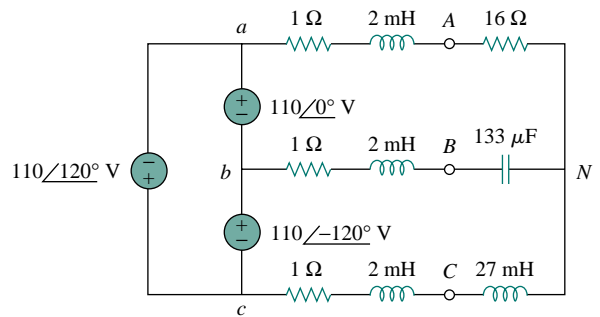 1 Ω 2 mH A 16 Ω
a
+
−
110/0° V
1 Ω 2 mH B 133 μF
110/120° V
−
+
b
N
+
−
110/−120° V
1 Ω 2 mH C 27 mH
c